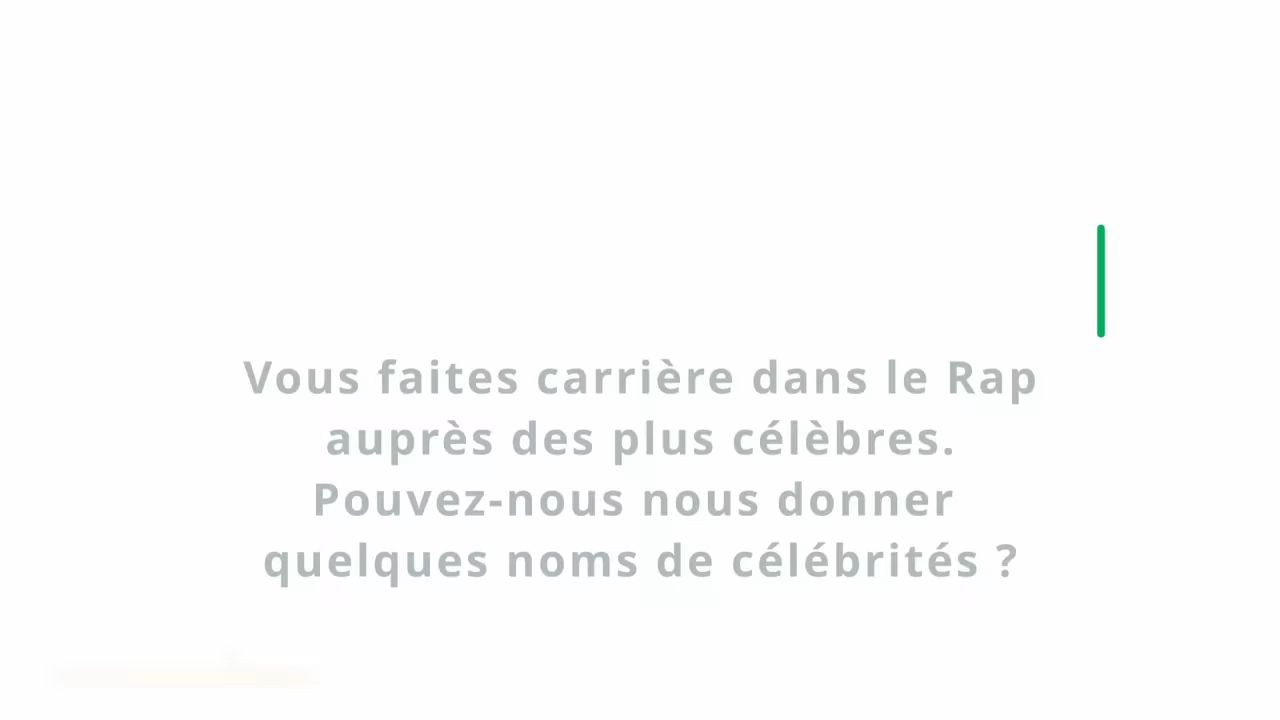 Vous faites carrière dans le Rap
auprès des plus célèbres.
Pouvez-nous nous donner
quelques noms de célébrités ?